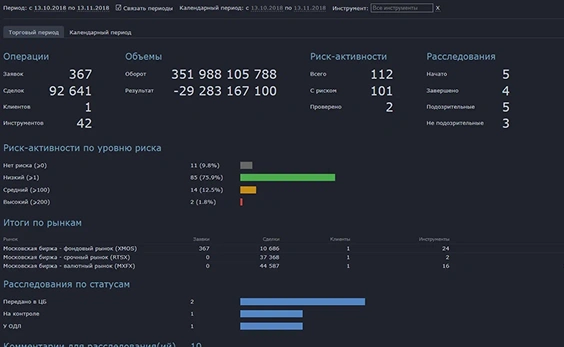 Период: с 13.10.2018 по 13.11.2018 Связать периоды Календарный период: с 13.10.2018 по 13.11.2018 Инструмент: Все инструменты X
Торговый период Календарный период
Операции Объемы Риск-активности Расследования
Заявок 367 Оборот 351 988 105 788 Всего 112 Начато 5
Сделок 92 641 Результат -29 283 167 100 С риском 101 Завершено 4
Клиентов 1 Проверено 2 Подозрительные 5
Инструментов 42 Не подозрительные 3
Риск-активности по уровню риска
Нет риска (≥0) 11 (9.8%)
Низкий (≥1) 85 (75.9%)
Средний (≥100) 14 (12.5%)
Высокий (≥200) 2 (1.8%)
Итоги по рынкам
Рынок Заявки Сделки Клиенты Инструменты
Московская биржа - фондовый рынок (XMOS) 367 10 686 1 24
Московская биржа - срочный рынок (RTSX) 0 37 368 1 2
Московская биржа - валютный рынок (MXFX) 0 44 587 1 16
Расследования по статусам
Передано в ЦБ 2
На контроле 1
У ОДЛ 1
Комментарии для расследования(ий) 10